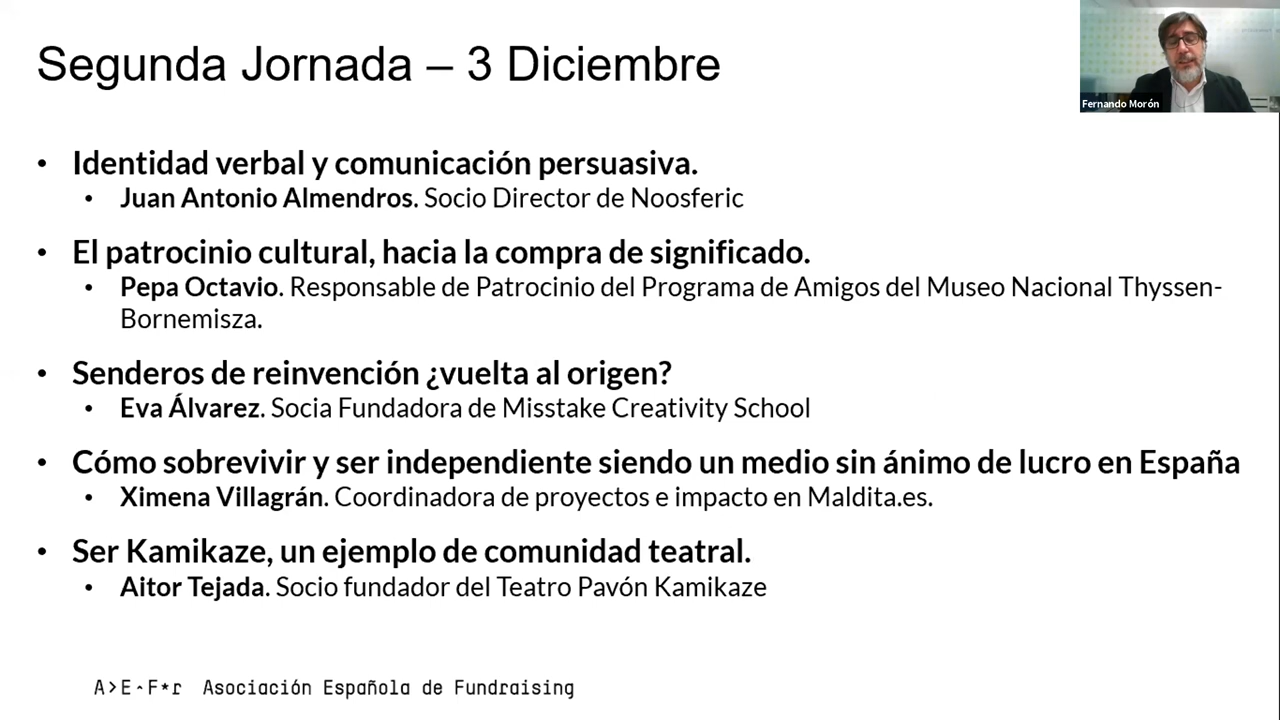 Segunda Jornada – 3 Diciembre
Fernando Morón
• Identidad verbal y comunicación persuasiva.
• Juan Antonio Almendros. Socio Director de Noosferic
• El patrocinio cultural, hacia la compra de significado.
• Pepa Octavio. Responsable de Patrocinio del Programa de Amigos del Museo Nacional Thyssen-
Bornemisza.
• Senderos de reinvención ¿vuelta al origen?
• Eva Álvarez. Socia Fundadora de Misstake Creativity School
• Cómo sobrevivir y ser independiente siendo un medio sin ánimo de lucro en España
• Ximena Villagrán. Coordinadora de proyectos e impacto en Maldita.es.
• Ser Kamikaze, un ejemplo de comunidad teatral.
• Aitor Tejada. Socio fundador del Teatro Pavón Kamikaze
A>E-F*r Asociación Española de Fundraising